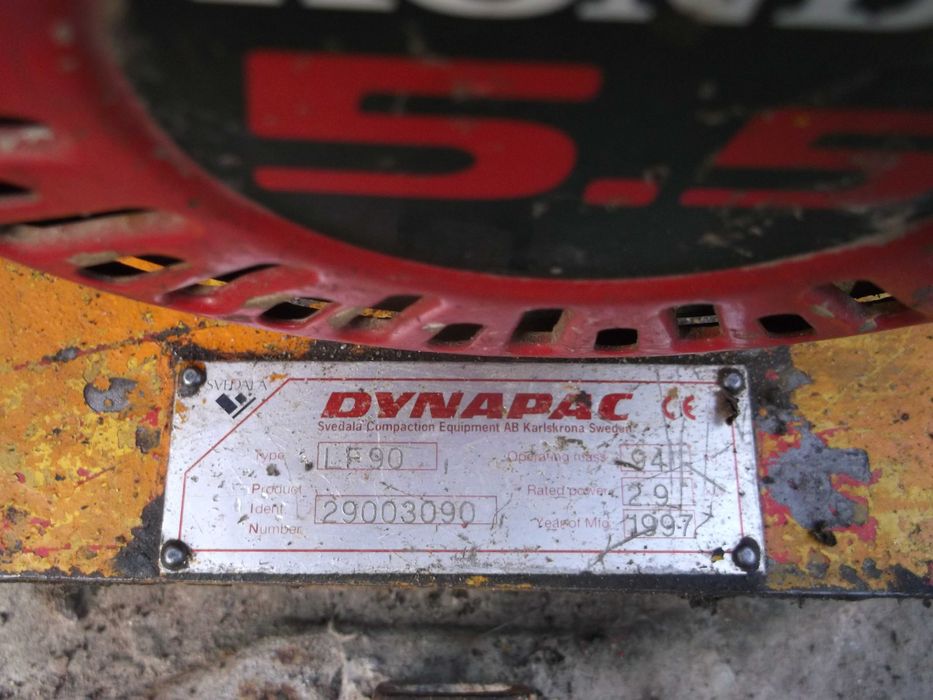 HOND
5.5
SVEDALA
DYNAPAC CE
Svedala Compaction Equipment AB Karlskrona Sweden
Type LF90 Operating mass 94
Product
Ident
Number 29003090
Rated power 2.9
Year of Mfg 1997